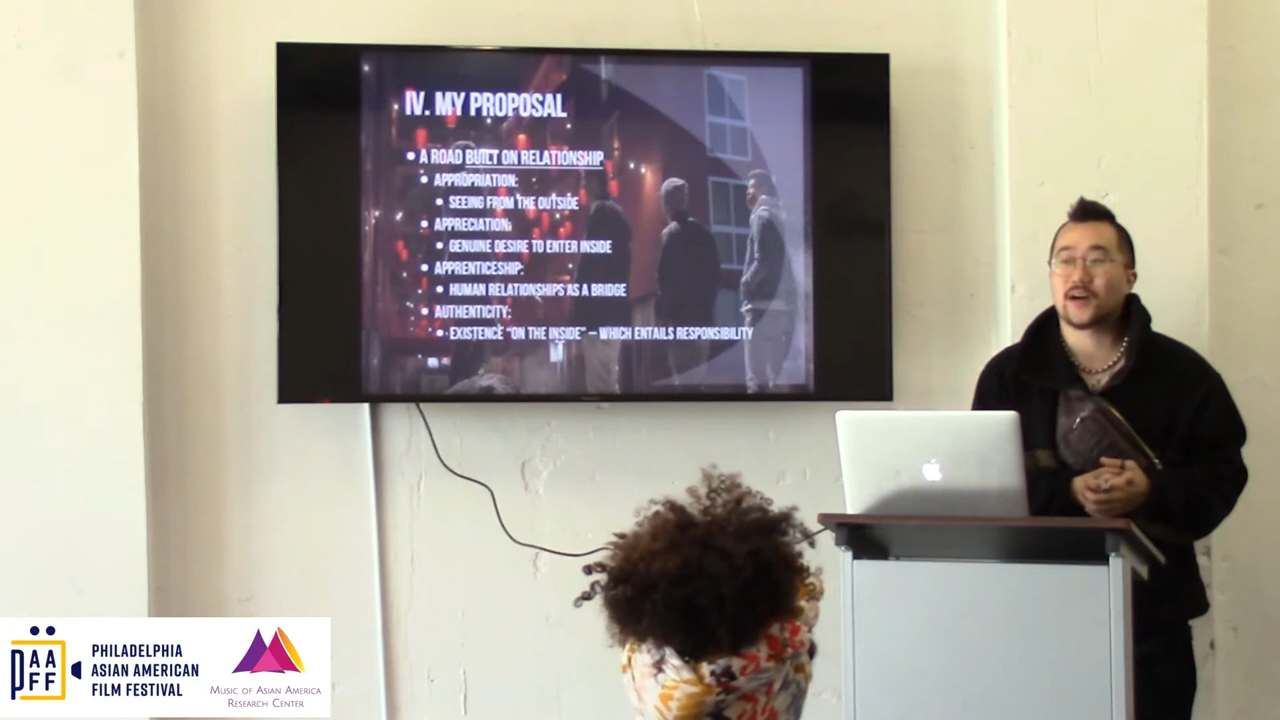 IV. MY PROPOSAL
• A ROAD BUILT ON RELATIONSHIP
• APPROPRIATION:
• SEEING FROM THE OUTSIDE
• APPRECIATION:
• GENUINE DESIRE TO ENTER INSIDE
• APPRENTICESHIP:
• HUMAN RELATIONSHIPS AS A BRIDGE
• AUTHENTICITY:
• EXISTENCE "ON THE INSIDE" – WHICH ENTAILS RESPONSIBILITY
PAAFF
PHILADELPHIA
ASIAN AMERICAN
FILM FESTIVAL
MUSIC OF ASIAN AMERICA
RESEARCH CENTER